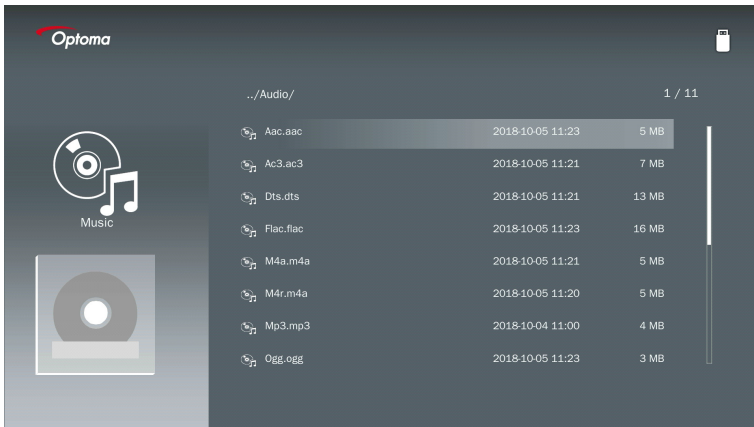 Optoma
../Audio/ 1 / 11
Aac.aac 2018-10-05 11:23 5 MB
Ac3.ac3 2018-10-05 11:21 7 MB
Dts.dts 2018-10-05 11:21 13 MB
Flac.flac 2018-10-05 11:23 16 MB
M4a.m4a 2018-10-05 11:21 5 MB
M4r.m4a 2018-10-05 11:20 5 MB
Mp3.mp3 2018-10-04 11:00 4 MB
Ogg.ogg 2018-10-05 11:23 3 MB
Music